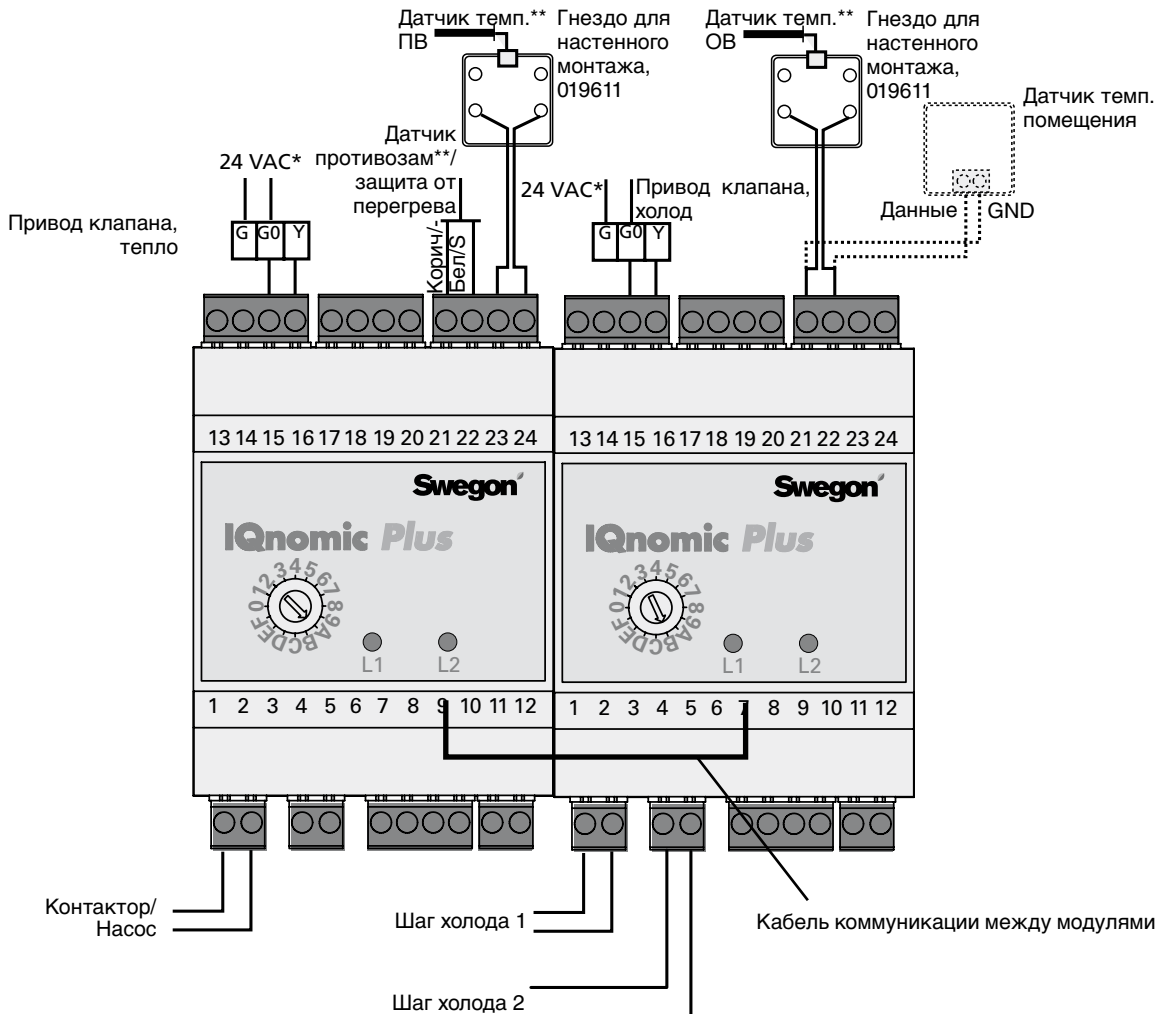 Датчик темп.**
ПВ
Гнездо для
настенного
монтажа,
019611
Датчик темп.**
ОВ
Гнездо для
настенного
монтажа,
019611
Датчик темп.
помещения
Датчик
противозам**/
защита от
перегрева
24 VAC*
Привод клапана,
тепло
G G0 Y
Корич/-
Бел/S
24 VAC*
Привод клапана,
холод
G G0 Y
Данные
GND
13 14 15 16 17 18 19 20 21 22 23 24
13 14 15 16 17 18 19 20 21 22 23 24
Swegon
Swegon
IQnomic Plus
IQnomic Plus
0 1 2 3 4 5 6 7 8 9 A B C D E F
0 1 2 3 4 5 6 7 8 9 A B C D E F
L1 L2
L1 L2
1 2 3 4 5 6 7 8 9 10 11 12
1 2 3 4 5 6 7 8 9 10 11 12
Контактор/
Насос
Шаг холода 1
Кабель коммуникации между модулями
Шаг холода 2